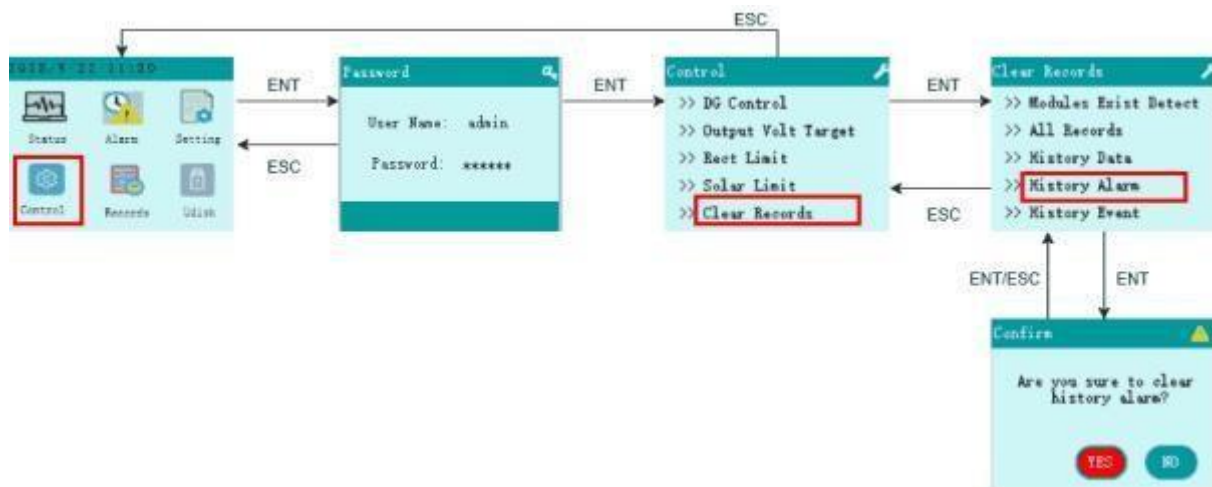 ESC
Password
Control
Clear Records
ENT
ENT
ENT
>> DG Control
>> Modules Exist Detect
User Name: admin
>> Output Volt Target
>> All Records
Status
Alarm
Setting
>> Rect Limit
>> History Data
ESC
Password: ******
>> Solar Limit
>> History Alarm
Control
Records
Udisk
>> Clear Records
ESC
>> History Event
ENT/ESC
ENT
Confirm
Are you sure to clear
history alarm?
YES
NO